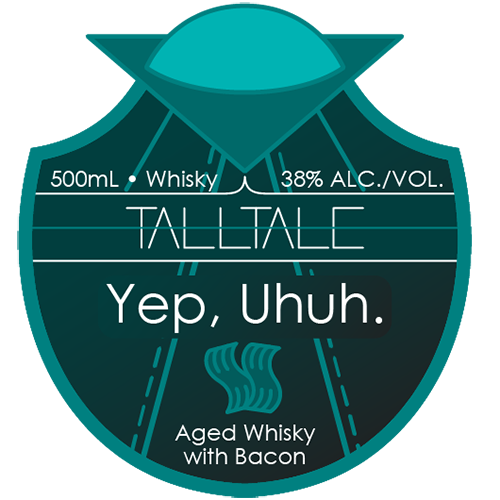 500mL • Whisky 38% ALC./VOL.
TALLTALE
Yep, Uhuh.
Aged Whisky
with Bacon